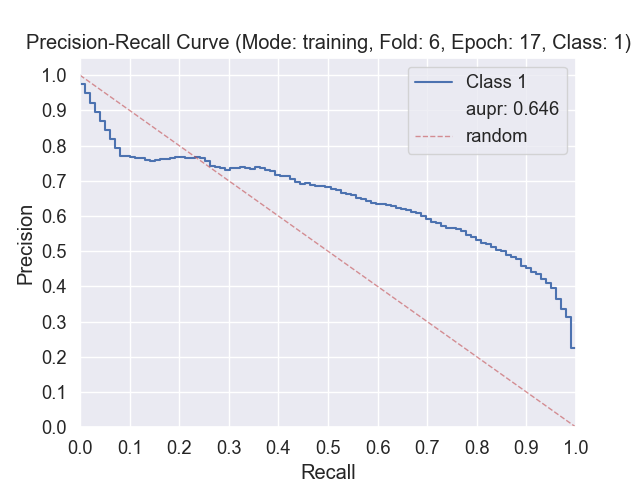 Precision-Recall Curve (Mode: training, Fold: 6, Epoch: 17, Class: 1)
Class 1
aupr: 0.646
random
Precision
1.0
0.9
0.8
0.7
0.6
0.5
0.4
0.3
0.2
0.1
0.0
0.0 0.1 0.2 0.3 0.4 0.5 0.6 0.7 0.8 0.9 1.0
Recall